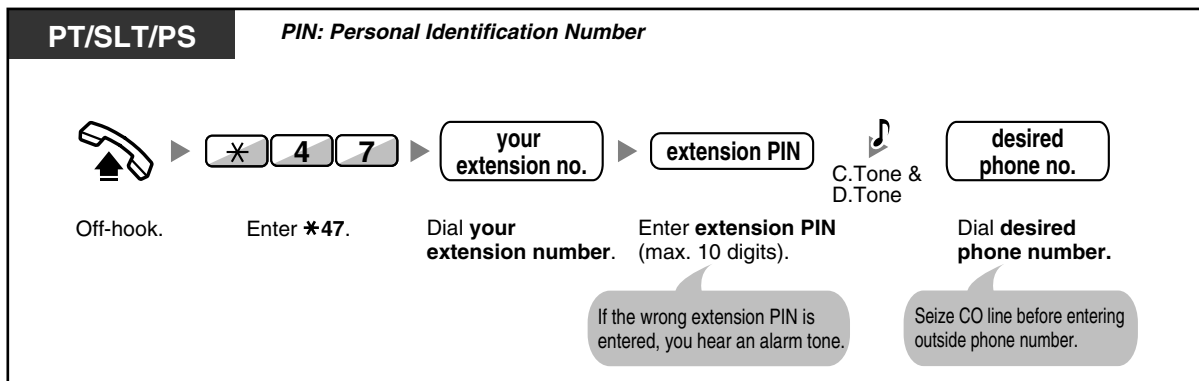 PT/SLT/PS
PIN: Personal Identification Number
* 4 7
your
extension no.
extension PIN
C.Tone &
D.Tone
desired
phone no.
Off-hook.
Enter *47.
Dial your
extension number.
Enter extension PIN
(max. 10 digits).
Dial desired
phone number.
If the wrong extension PIN is
entered, you hear an alarm tone.
Seize CO line before entering
outside phone number.